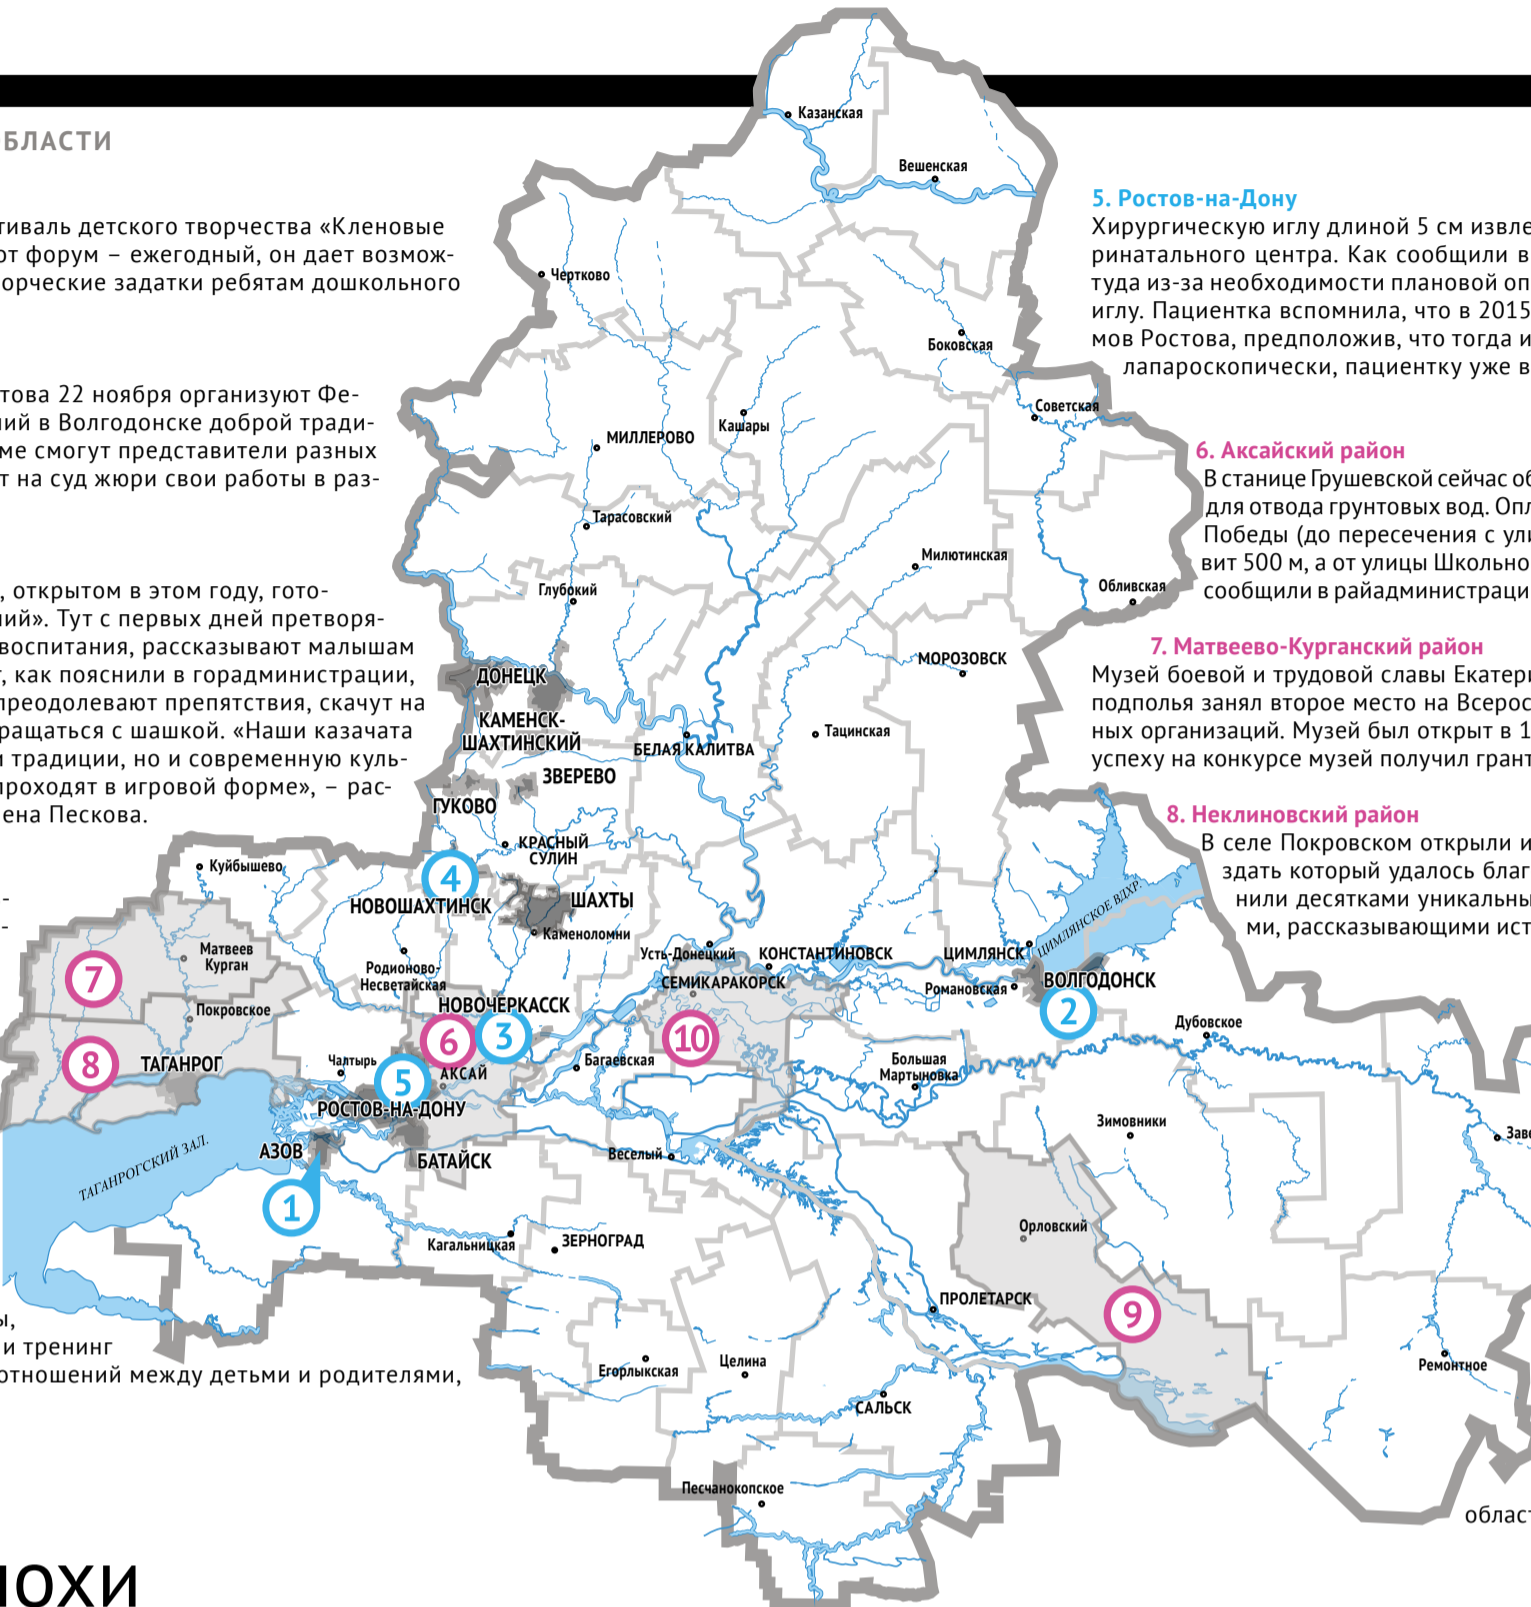 БЛАСТИ
тиваль детского творчества «Кленовые
от форум – ежегодный, он дает возмож-
орческие задатки ребятам дошкольного
това 22 ноября организуют Фе-
ий в Волгодонске доброй тради-
ме смогут представители разных
т на суд жюри свои работы в раз-
, открытом в этом году, гото-
ний». Тут с первых дней претворя-
воспитания, рассказывают малышам
, как пояснили в горадминистрации,
преодолевают препятствия, скачут на
ращаться с шашкой. «Наши казачата
и традиции, но и современную куль-
проходят в игровой форме», – рас-
ена Пескова.
-
-
ы,
и тренинг
отношений между детьми и родителями,
похи
5. Ростов-на-Дону
Хирургическую иглу длиной 5 см извле
ринатального центра. Как сообщили в
туда из-за необходимости плановой оп
иглу. Пациентка вспомнила, что в 2015
мов Ростова, предположив, что тогда и
лапароскопически, пациентку уже в
6. Аксайский район
В станице Грушевской сейчас об
для отвода грунтовых вод. Опл
Победы (до пересечения с ули
вит 500 м, а от улицы Школьно
сообщили в райадминистраци
7. Матвеево-Курганский район
Музей боевой и трудовой славы Екатери
подполья занял второе место на Всерос
ных организаций. Музей был открыт в 1
успеху на конкурсе музей получил грант
8. Неклиновский район
В селе Покровском открыли и
здать который удалось благ
нили десятками уникальны
ми, рассказывающими ист
област
Казанская
Вешенская
Чертково
Боковская
Советская
Кашары
МИЛЛЕРОВО
Тарасовский
Милютинская
Обливская
Глубокий
МОРОЗОВСК
ДОНЕЦК
КАМЕНСК-
ШАХТИНСКИЙ
Тацинская
БЕЛАЯ КАЛИТВА
ЗВЕРЕВО
ГУКОВО
КРАСНЫЙ
СУЛИН
Куйбышево
4
НОВОШАХТИНСК
ШАХТЫ
Каменоломни
ЦИМЛЯНСКОЕ ВДХР.
Матвеев
Курган
Родионово-
Несветайская
Усть-Донецкий
КОНСТАНТИНОВСК
ЦИМЛЯНСК
7
СЕМИКАРАКОРСК
Романовская
ВОЛГОДОНСК
НОВОЧЕРКАССК
Покровское
2
Дубовское
6
3
10
8
ТАГАНРОГ
Чалтырь
5
АКСАЙ
Багаевская
Большая
Мартыновка
РОСТОВ-НА-ДОНУ
Зимовники
Заве
АЗОВ
БАТАЙСК
Веселый
ТАГАНРОГСКИЙ ЗАЛ.
1
Орловский
Кагальницкая
ЗЕРНОГРАД
ПРОЛЕТАРСК
9
Егорлыкская
Целина
Ремонтное
САЛЬСК
Песчанокопское